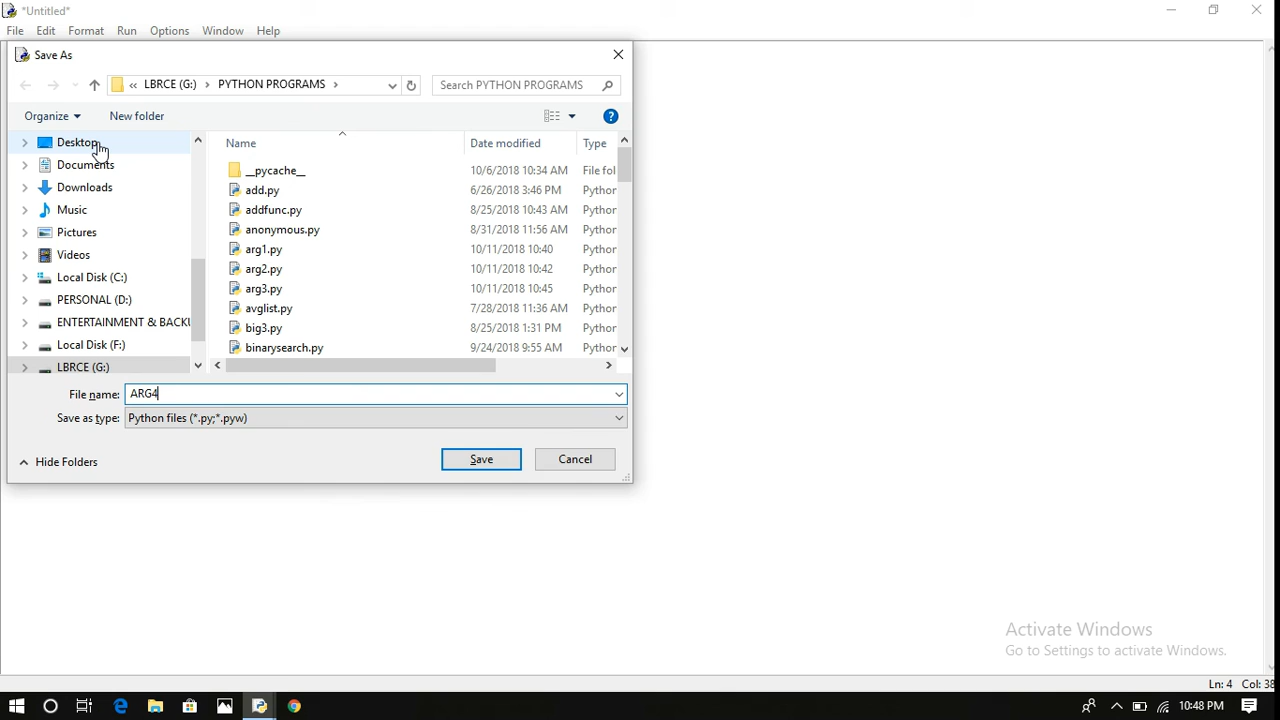 *Untitled*
File Edit Format Run Options Window Help
Save As
« LBRCE (G:) › PYTHON PROGRAMS ›
Search PYTHON PROGRAMS
Organize
New folder
Name Date modified Type
Desktop
Documents
Downloads
Music
Pictures
Videos
Local Disk (C:)
PERSONAL (D:)
ENTERTAINMENT & BACKU
Local Disk (F:)
LBRCE (G:)
__pycache__ 10/6/2018 10:34 AM File fol
add.py 6/26/2018 3:46 PM Python
addfunc.py 8/25/2018 10:43 AM Python
anonymous.py 8/31/2018 11:56 AM Python
arg1.py 10/11/2018 10:40 Python
arg2.py 10/11/2018 10:42 Python
arg3.py 10/11/2018 10:45 Python
avglist.py 7/28/2018 11:36 AM Python
big3.py 8/25/2018 1:31 PM Python
binarysearch.py 9/24/2018 9:55 AM Python
File name: ARG4
Save as type: Python files (*.py;*.pyw)
Hide Folders
Save
Cancel
Activate Windows
Go to Settings to activate Windows.
Ln: 4 Col: 38
10:48 PM